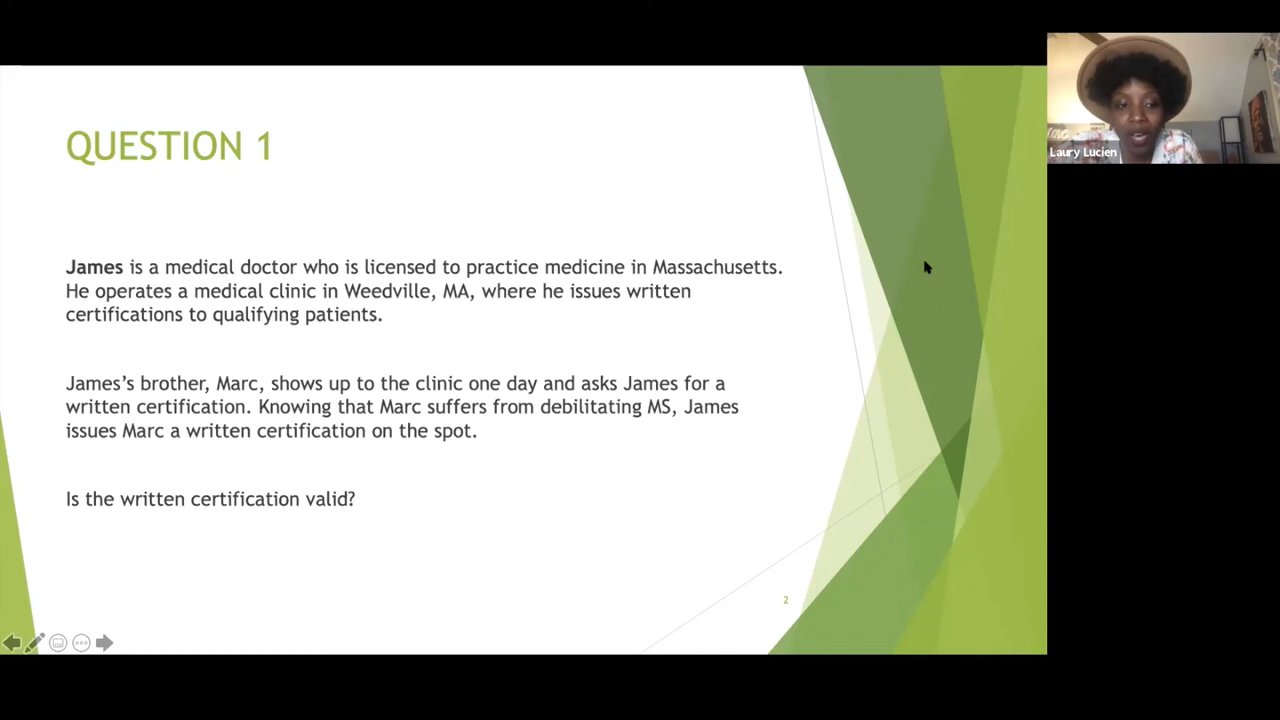 QUESTION 1
James is a medical doctor who is licensed to practice medicine in Massachusetts.
He operates a medical clinic in Weedville, MA, where he issues written
certifications to qualifying patients.
James’s brother, Marc, shows up to the clinic one day and asks James for a
written certification. Knowing that Marc suffers from debilitating MS, James
issues Marc a written certification on the spot.
Is the written certification valid?
2
Laury Lucien